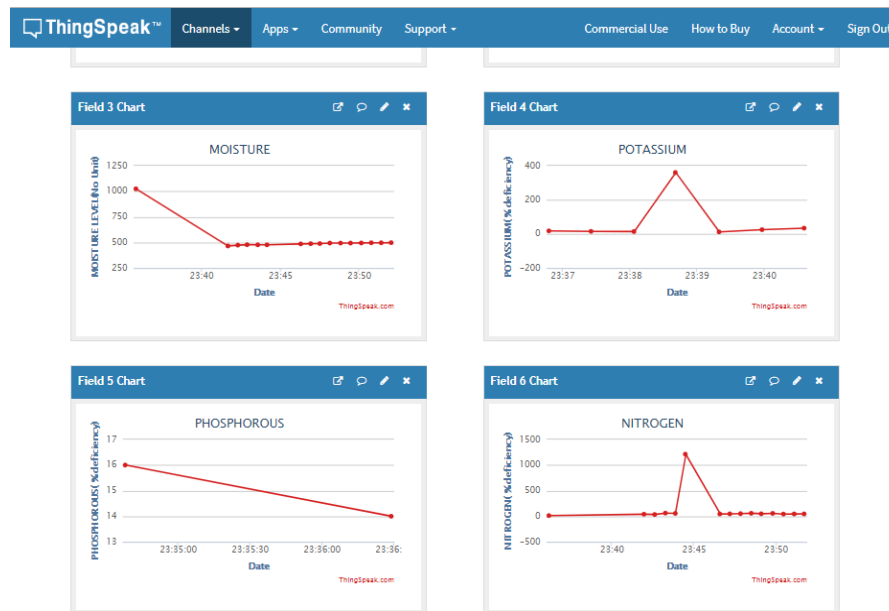 ThingSpeak™ Channels Apps Community Support Commercial Use How to Buy Account Sign Out
Field 3 Chart
MOISTURE
MOISTURE LEVEL(No Unit)
1250
1000
750
500
250
23:40 23:45 23:50
Date
ThingSpeak.com
Field 4 Chart
POTASSIUM
POTASSIUM( % deficiency)
400
200
0
-200
23:37 23:38 23:39 23:40
Date
ThingSpeak.com
Field 5 Chart
PHOSPHOROUS
PHOSPHOROUS( % deficiency)
17
16
15
14
13
23:35:00 23:35:30 23:36:00 23:36:
Date
ThingSpeak.com
Field 6 Chart
NITROGEN
NITROGEN( % deficiency)
1500
1000
500
0
-500
23:40 23:45 23:50
Date
ThingSpeak.com